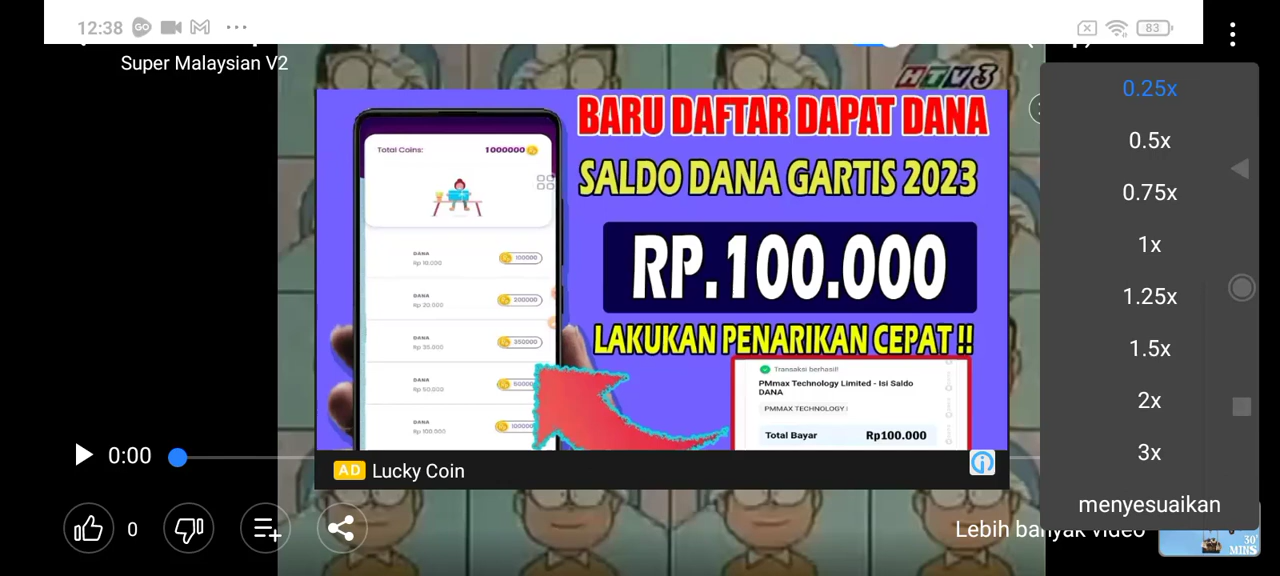 12:38
GO
83
Super Malaysian V2
HTV3
BARU DAFTAR DAPAT DANA
SALDO DANA GARTIS 2023
RP.100.000
LAKUKAN PENARIKAN CEPAT !!
Total Coins:
1000000
DANA
Rp 10.000
100000
DANA
Rp 20.000
200000
DANA
Rp 35.000
350000
DANA
Rp 50.000
DANA
Rp 100.000
Transaksi berhasil!
PMmax Technology Limited - Isi Saldo
DANA
PMMAX TECHNOLOGY
Total Bayar
Rp100.000
AD
Lucky Coin
0.25x
0.5x
0.75x
1x
1.25x
1.5x
2x
3x
menyesuaikan
0:00
0
Lebih banyak video
30'
MINS